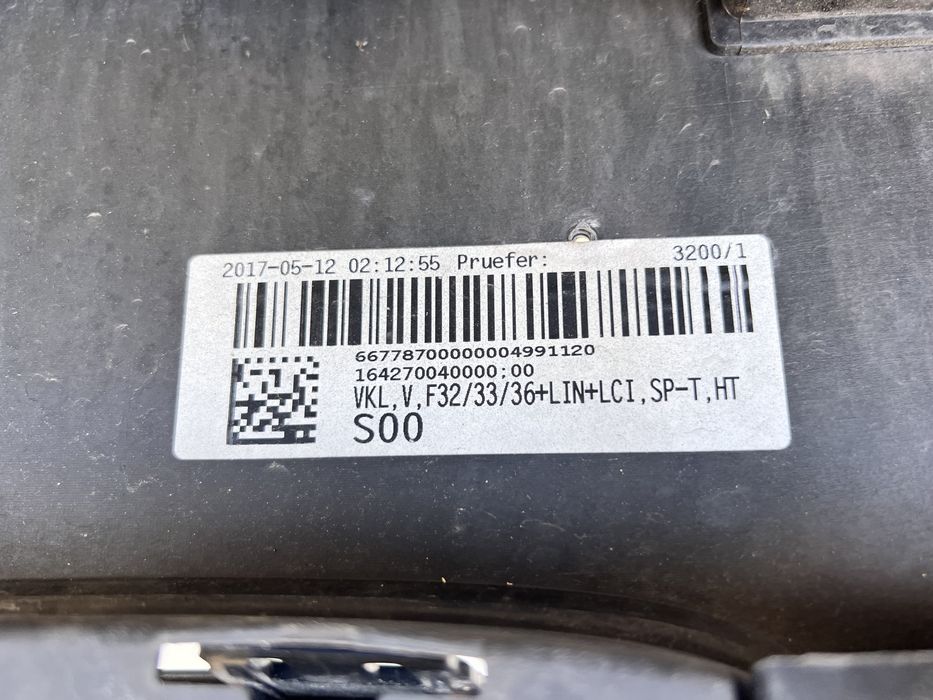 2017-05-12 02:12:55 Pruefer: 3200/1
66778700000004991120
164270040000;00
VKL,V,F32/33/36+LIN+LCI,SP-T,HT
S00